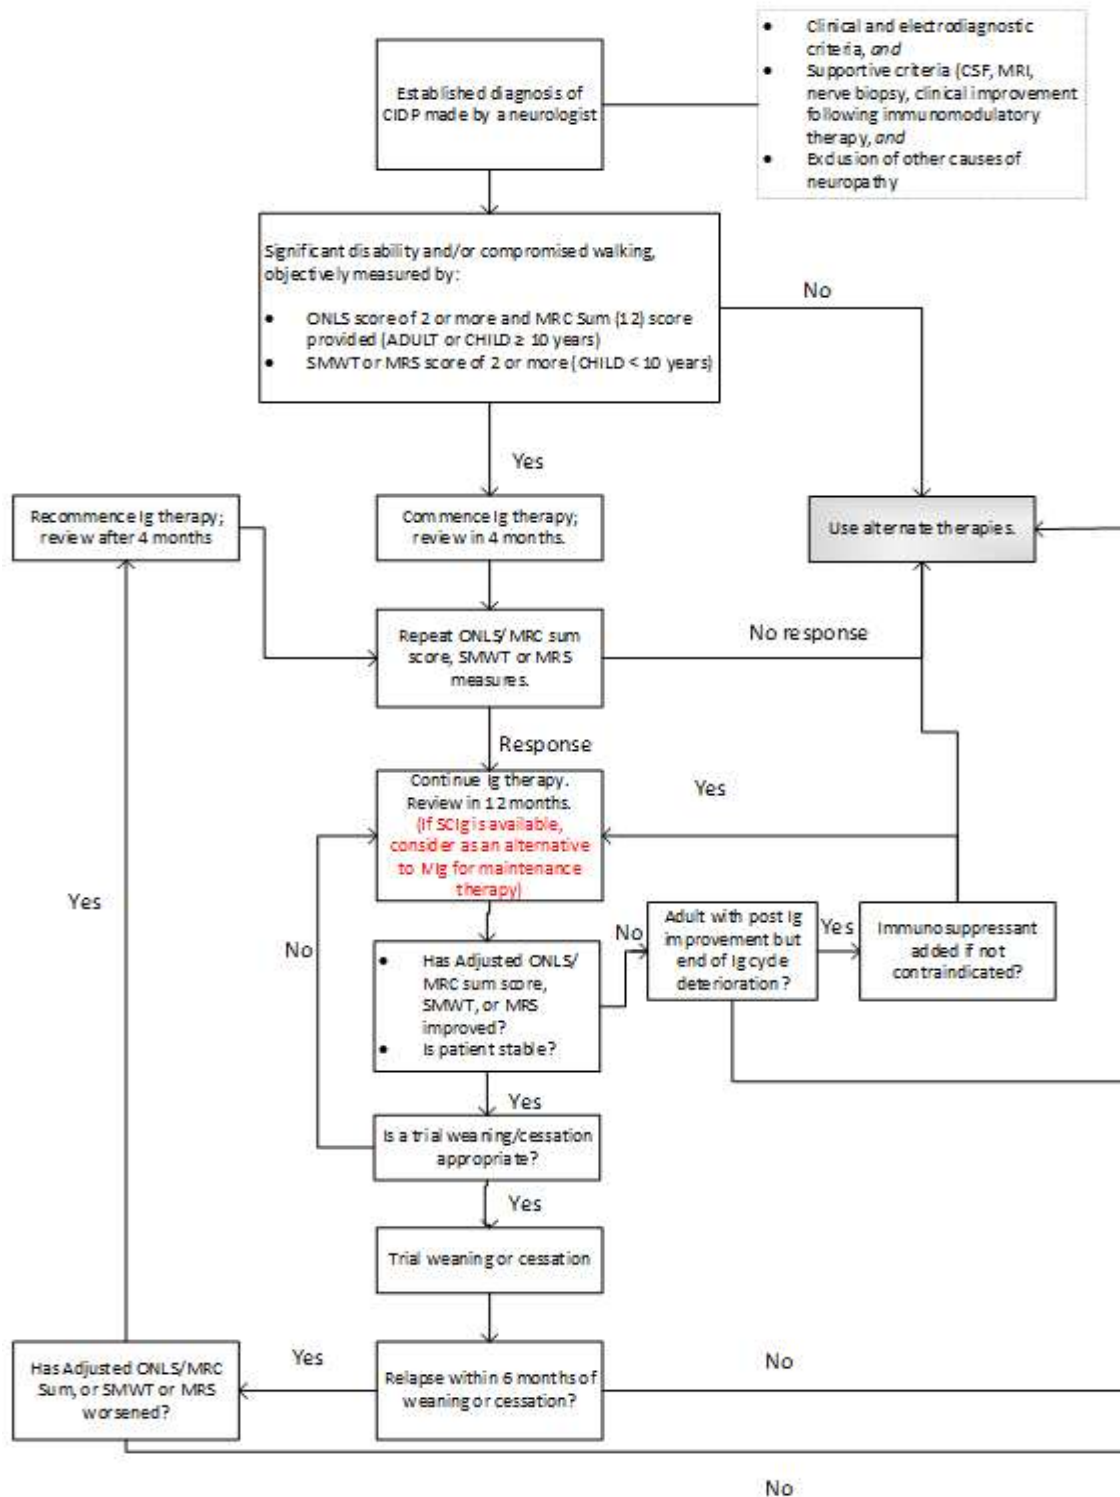 • Clinical and electrodiagnostic
criteria, and
• Supportive criteria (CSF, MRI,
nerve biopsy, clinical improvement
following immunomodulatory
therapy, and
• Exclusion of other causes of
neuropathy
Established diagnosis of
CIDP made by a neurologist
Significant disability and/or compromised walking,
objectively measured by:
• ONLS score of 2 or more and MRC Sum (12) score
provided (ADULT or CHILD ≥ 10 years)
• SMWT or MRS score of 2 or more (CHILD < 10 years)
No
Yes
Recommence Ig therapy;
review after 4 months
Commence Ig therapy;
review in 4 months.
Use alternate therapies.
Repeat ONLS/ MRC sum
score, SMWT or MRS
measures.
No response
Response
Continue Ig therapy.
Review in 12 months.
(If SCIg is available,
consider as an alternative
to IVIg for maintenance
therapy)
Yes
Yes
No
• Has Adjusted ONLS/
MRC sum score,
SMWT, or MRS
improved?
• Is patient stable?
No
Adult with post Ig
improvement but
end of Ig cycle
deterioration?
Yes
Immunosuppressant
added if not
contraindicated?
Yes
Is a trial weaning/cessation
appropriate?
Yes
Trial weaning or cessation
Has Adjusted ONLS/MRC
Sum, or SMWT or MRS
worsened?
Yes
Relapse within 6 months of
weaning or cessation?
No
No